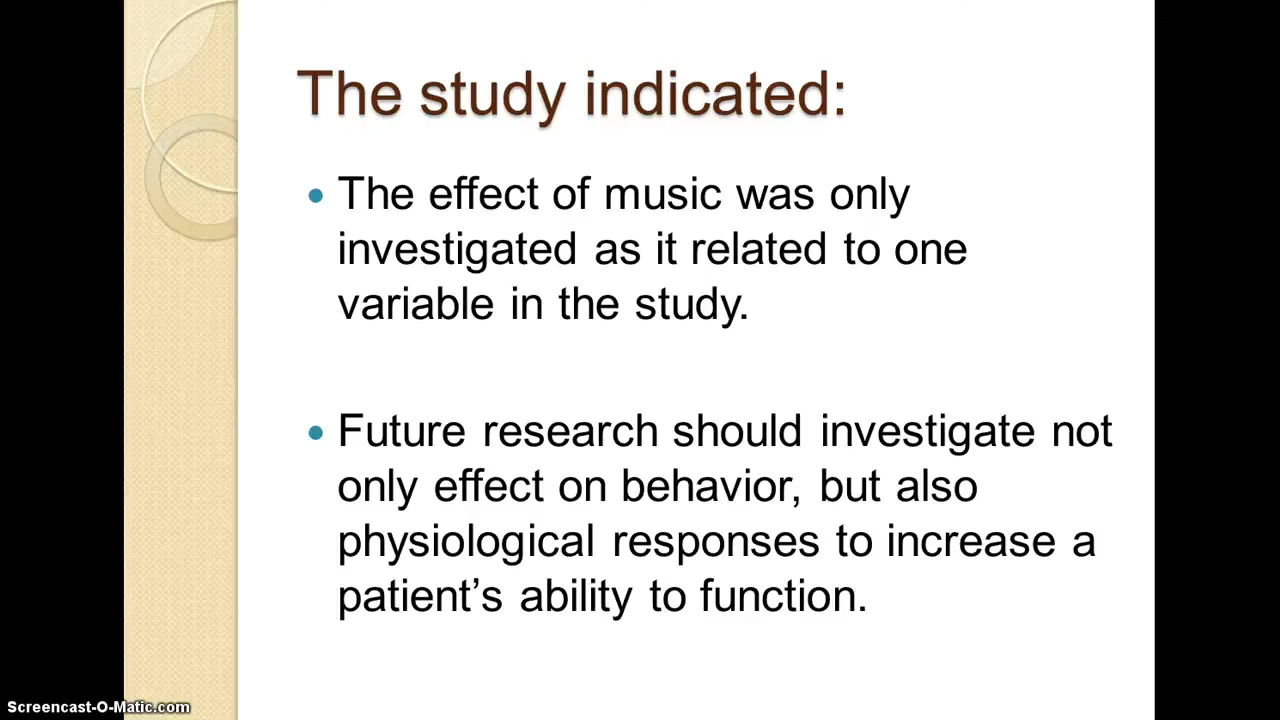 The study indicated:
• The effect of music was only
investigated as it related to one
variable in the study.
• Future research should investigate not
only effect on behavior, but also
physiological responses to increase a
patient’s ability to function.
Screencast-O-Matic.com